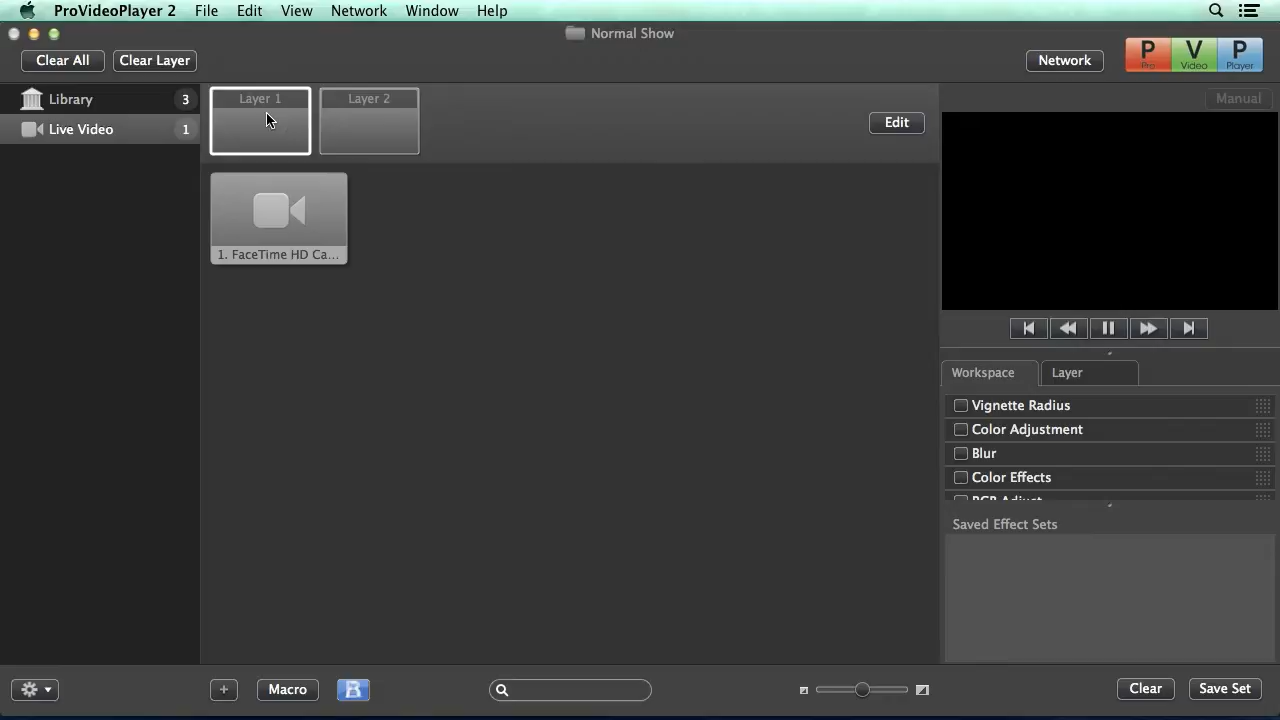 ProVideoPlayer 2 File Edit View Network Window Help
Normal Show
Clear All Clear Layer Network
P Pro V Video P Player
Library 3
Live Video 1
Layer 1 Layer 2
Edit
Manual
1. FaceTime HD Ca...
Workspace Layer
Vignette Radius
Color Adjustment
Blur
Color Effects
RGB Adjust
Saved Effect Sets
Macro
Clear Save Set